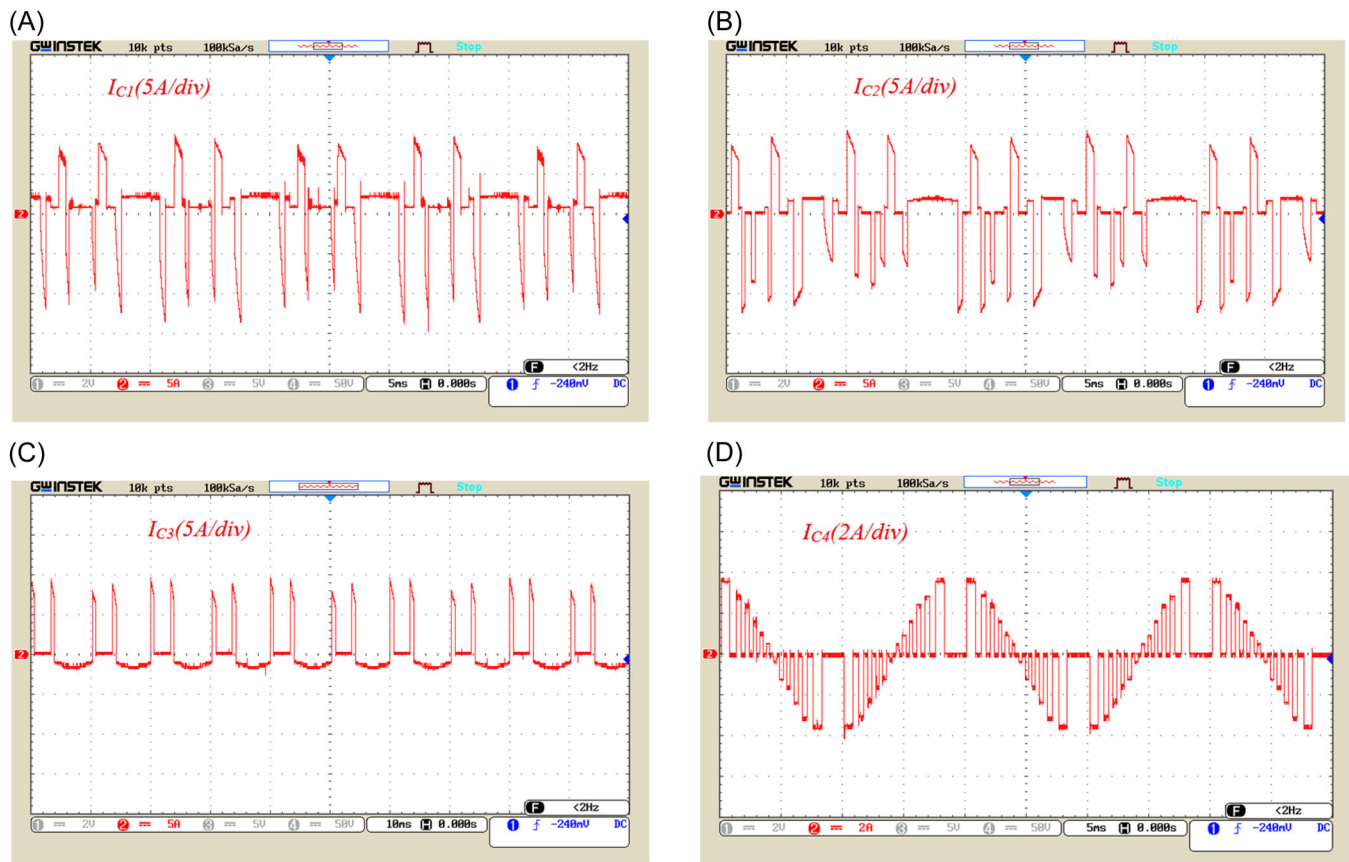 (A)
GWINSTEK 10k pts 100kSa/s Stop
I_C1(5A/div)
2
F <2Hz
1 2V 2 5A 3 5V 4 50V 5ms H 0.000s 1 -240mV DC
(B)
GWINSTEK 10k pts 100kSa/s Stop
I_C2(5A/div)
2
F <2Hz
1 2V 2 5A 3 5V 4 50V 5ms H 0.000s 1 -240mV DC
(C)
GWINSTEK 10k pts 100kSa/s Stop
I_C3(5A/div)
2
F <2Hz
1 2V 2 5A 3 5V 4 50V 10ms H 0.000s 1 -240mV DC
(D)
GWINSTEK 10k pts 100kSa/s Stop
I_C4(2A/div)
2
F <2Hz
1 2V 2 2A 3 5V 4 50V 5ms H 0.000s 1 -240mV DC